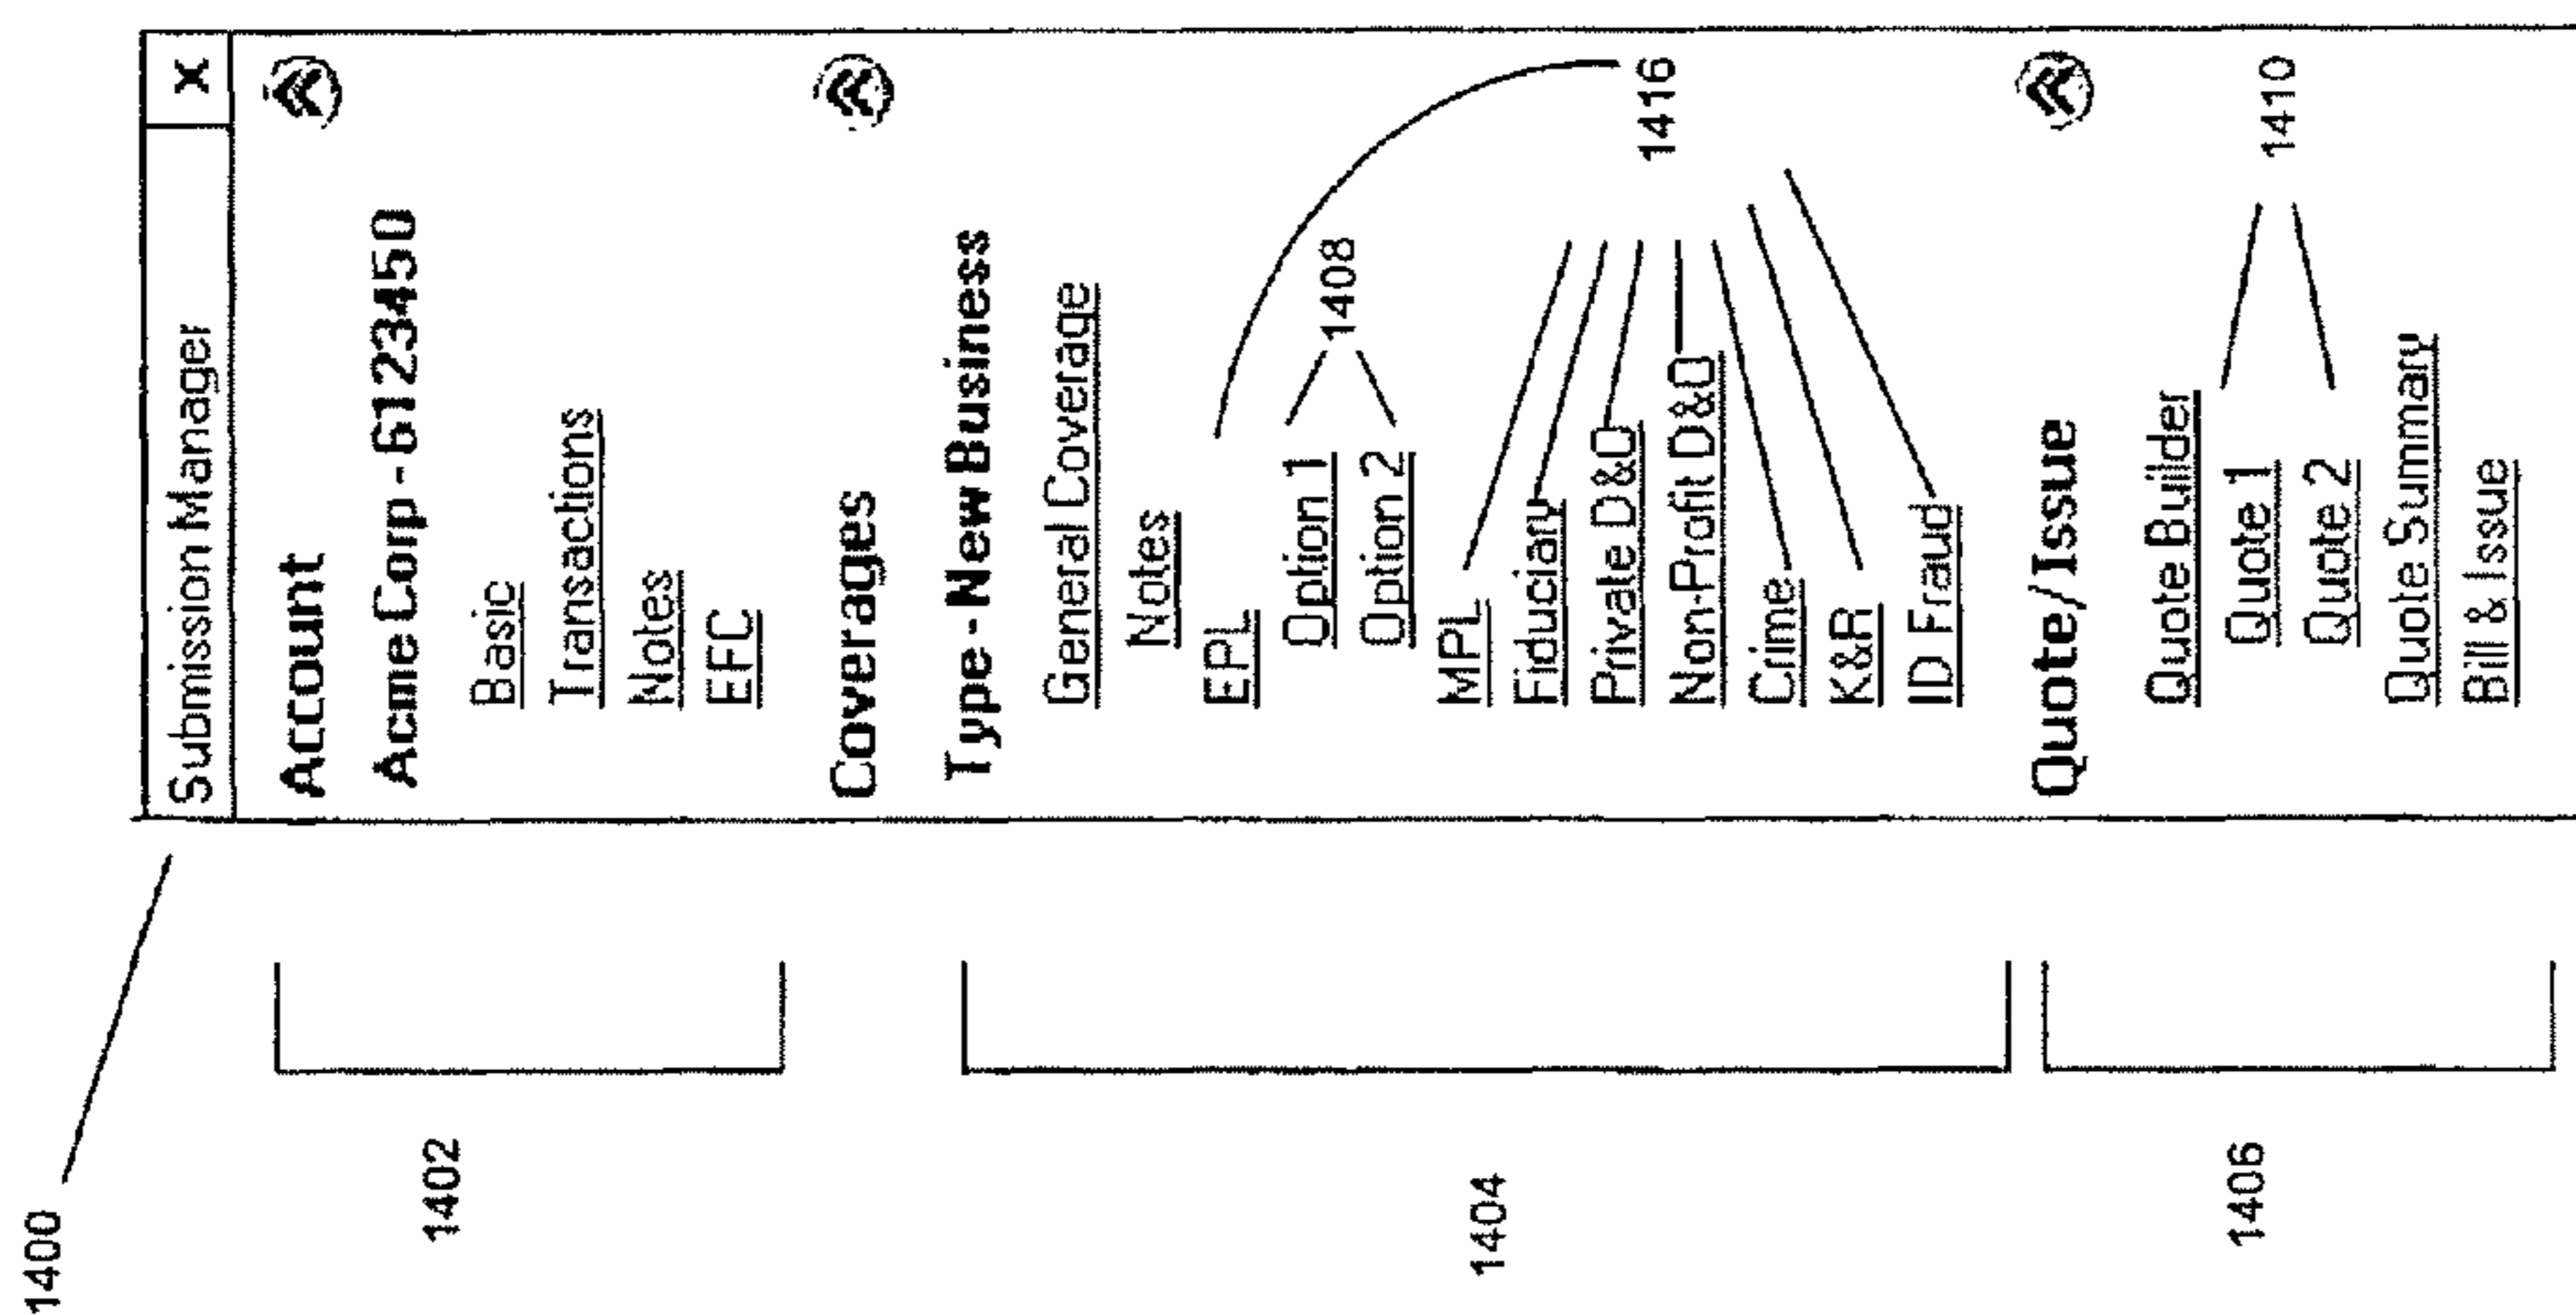 1400
Submission Manager X
1402
Account
Acme Corp - 6123450
Basic
Transactions
Notes
EFC
1404
Coverages
Type - New Business
General Coverage
Notes
EPL
Option 1
1408
Option 2
MPL
Fiduciary
Private D&O
1416
Non-Profit D&O
Crime
K&R
ID Fraud
1406
Quote/Issue
Quote Builder
Quote 1
1410
Quote 2
Quote Summary
Bill & Issue